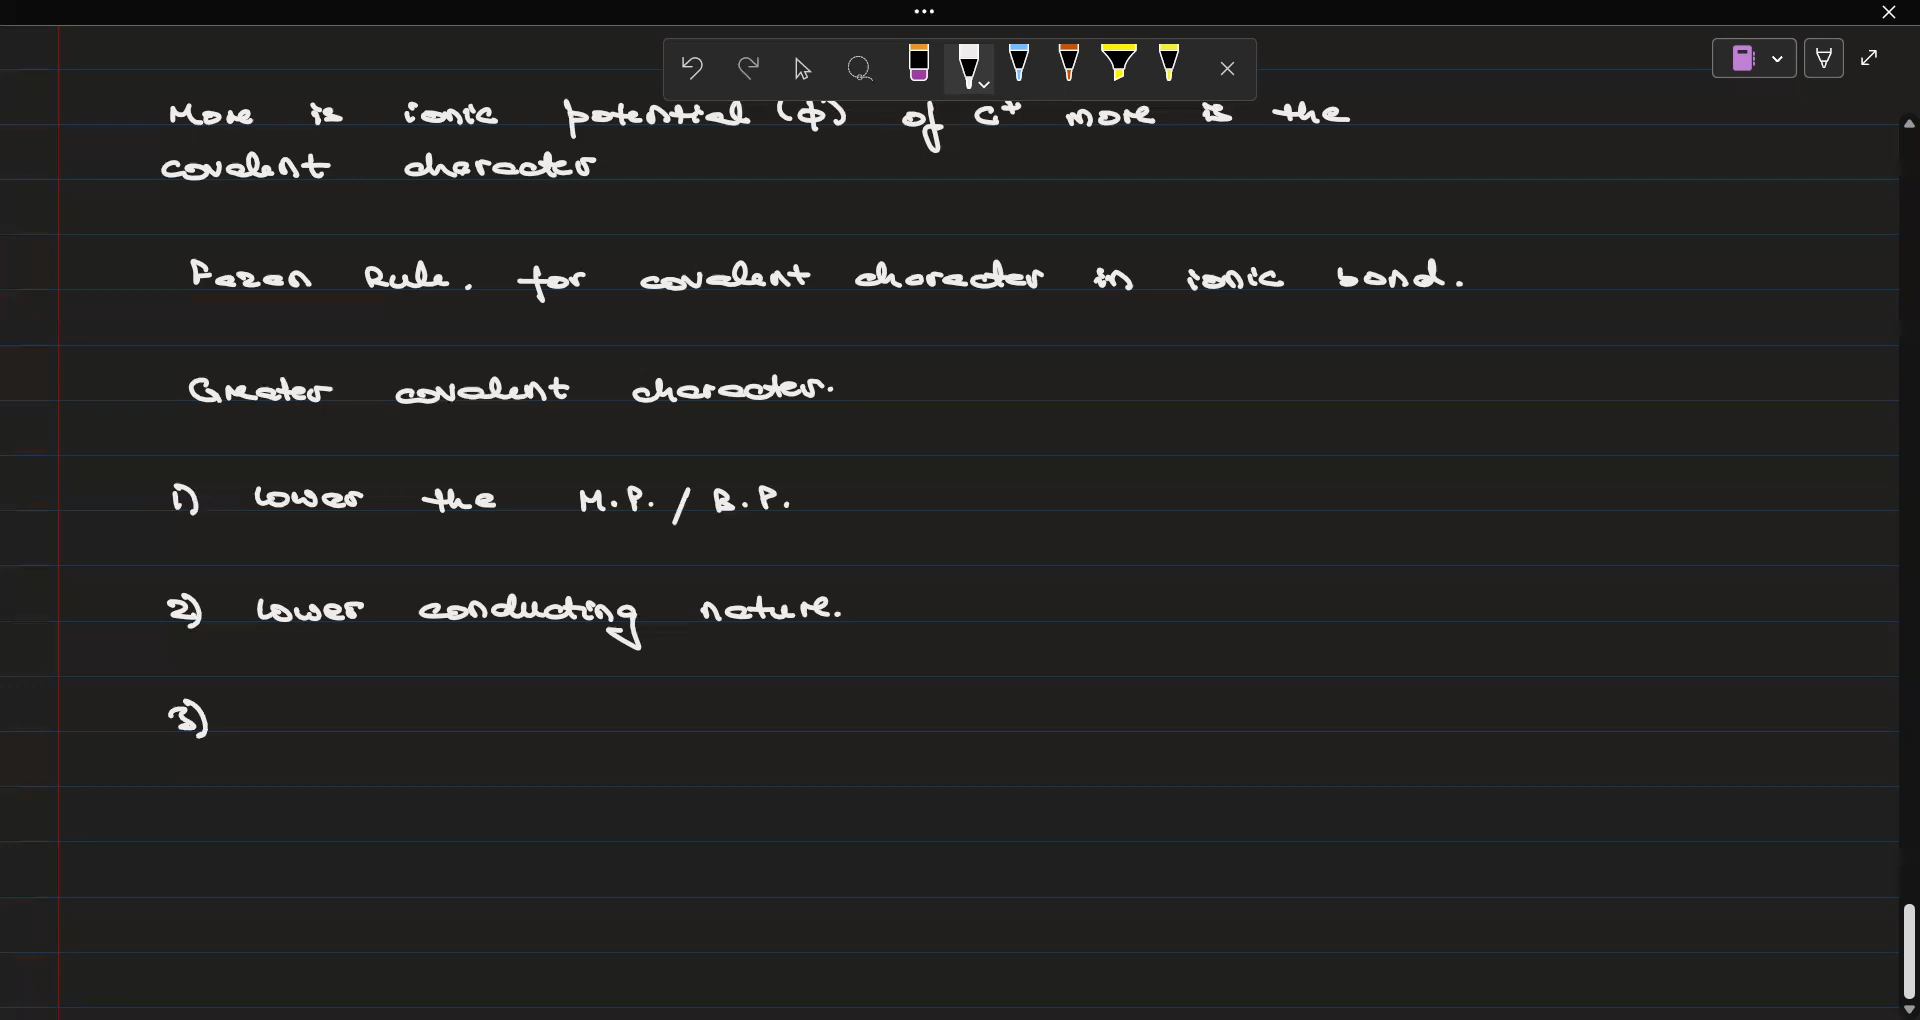 More is ionic potential (ϕ) of C⁺ more is the
covalent character
Fazan Rule. for covalent character in ionic bond.
Greater covalent character.
1) Lower the M.P. / B.P.
2) Lower conducting nature.
3)